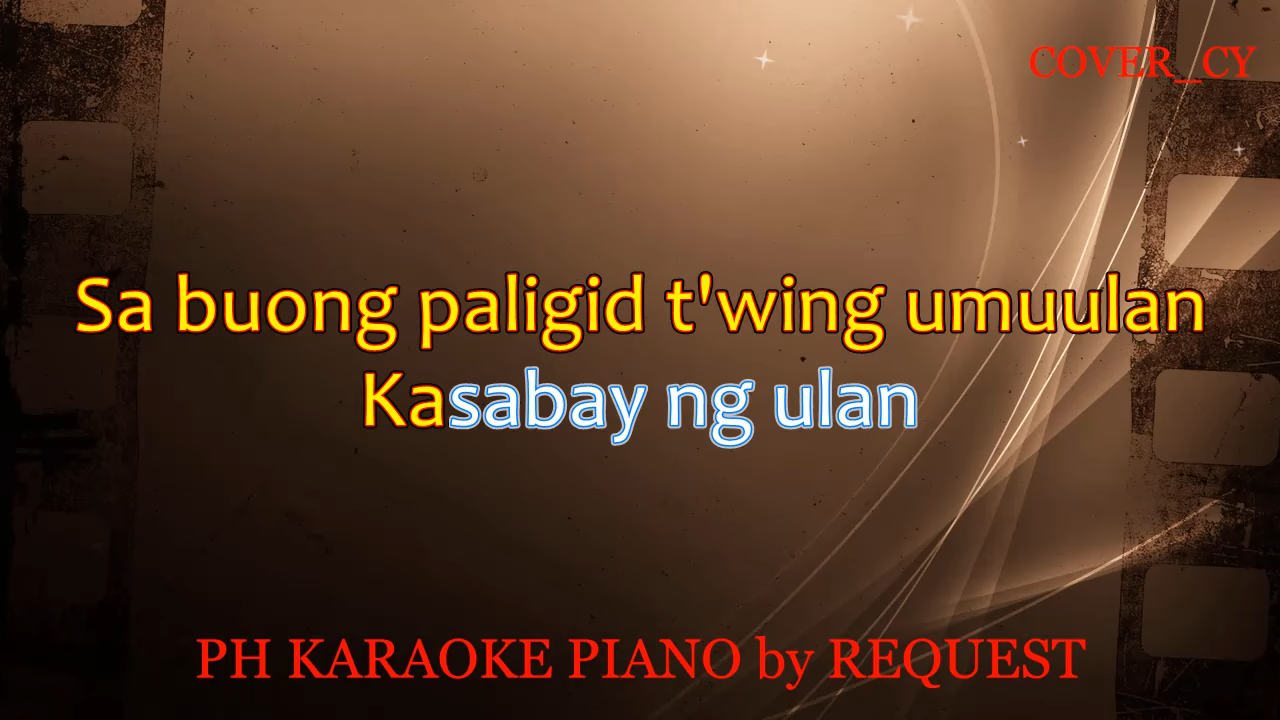 COVER_CY
Sa buong paligid t'wing umuulan
Kasabay ng ulan
PH KARAOKE PIANO by REQUEST